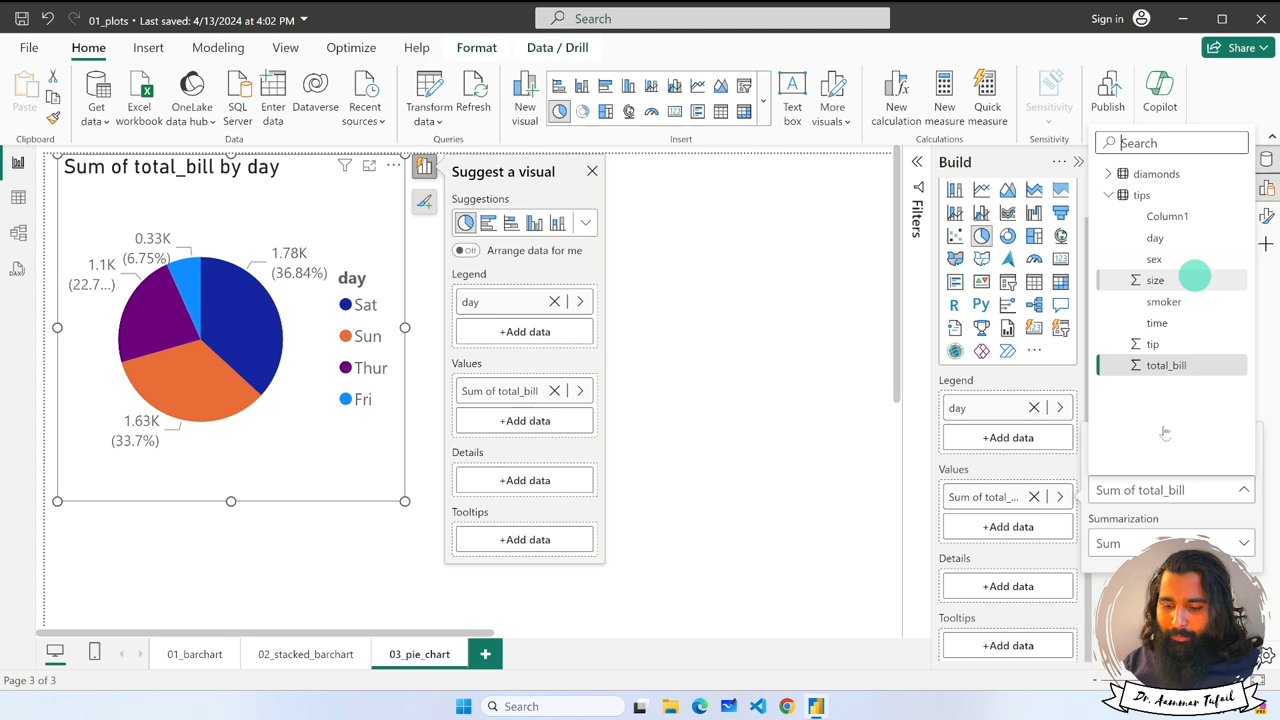 01_plots • Last saved: 4/13/2024 at 4:02 PM
Search
Sign in
File
Home
Insert
Modeling
View
Optimize
Help
Format
Data / Drill
Share
Paste
Get data
Excel workbook
OneLake data hub
SQL Server
Enter data
Dataverse
Recent sources
Transform data
Refresh
New visual
Text box
More visuals
New calculation
New measure
Quick measure
Sensitivity
Publish
Copilot
Clipboard
Data
Queries
Insert
Calculations
Sensitivity
Sum of total_bill by day
0.33K
(6.75%)
1.78K
(36.84%)
1.1K
(22.7...)
1.63K
(33.7%)
day
Sat
Sun
Thur
Fri
Suggest a visual
Suggestions
Off
Arrange data for me
Legend
day
+Add data
Values
Sum of total_bill
+Add data
Details
+Add data
Tooltips
+Add data
Filters
Build
R
Py
Legend
day
+Add data
Values
Sum of total_...
+Add data
Details
+Add data
Tooltips
+Add data
Search
diamonds
tips
Column1
day
sex
size
smoker
time
tip
total_bill
Sum of total_bill
Summarization
Sum
01_barchart
02_stacked_barchart
03_pie_chart
Page 3 of 3
Search
Dr. Aammar Tufail